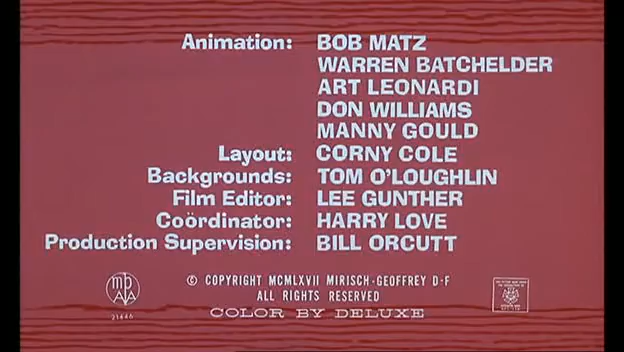 Animation: BOB MATZ
WARREN BATCHELDER
ART LEONARDI
DON WILLIAMS
MANNY GOULD
Layout: CORNY COLE
Backgrounds: TOM O'LOUGHLIN
Film Editor: LEE GUNTHER
Coördinator: HARRY LOVE
Production Supervision: BILL ORCUTT
© COPYRIGHT MCMLXVII MIRISCH-GEOFFREY D-F
ALL RIGHTS RESERVED
COLOR BY DELUXE
21446